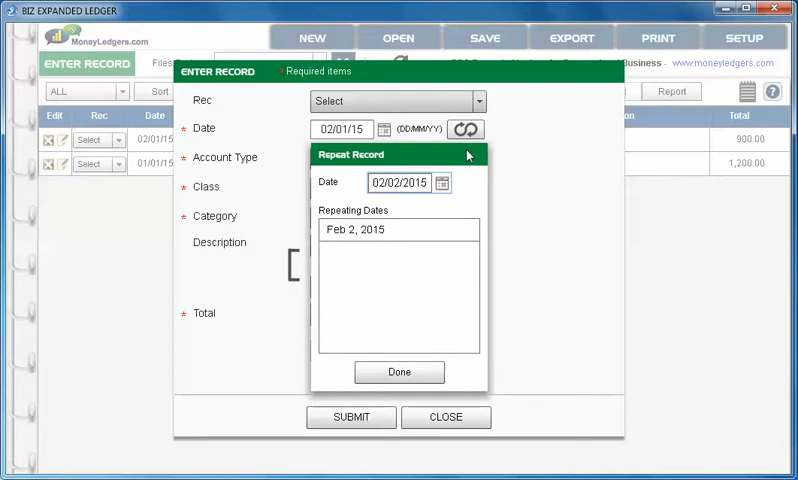 BIZ EXPANDED LEDGER
MoneyLedgers.com
NEW OPEN SAVE EXPORT PRINT SETUP
ENTER RECORD
Business - www.moneyledgers.com
ENTER RECORD * Required items
ALL Sort Report ?
Edit Rec Date Total
Select 02/01/15 900.00
Select 01/01/15 1,200.00
Rec Select
* Date 02/01/15 (DD/MM/YY)
* Account Type
* Class
* Category
Description
* Total
Repeat Record
Date 02/02/2015
Repeating Dates
Feb 2, 2015
Done
SUBMIT CLOSE